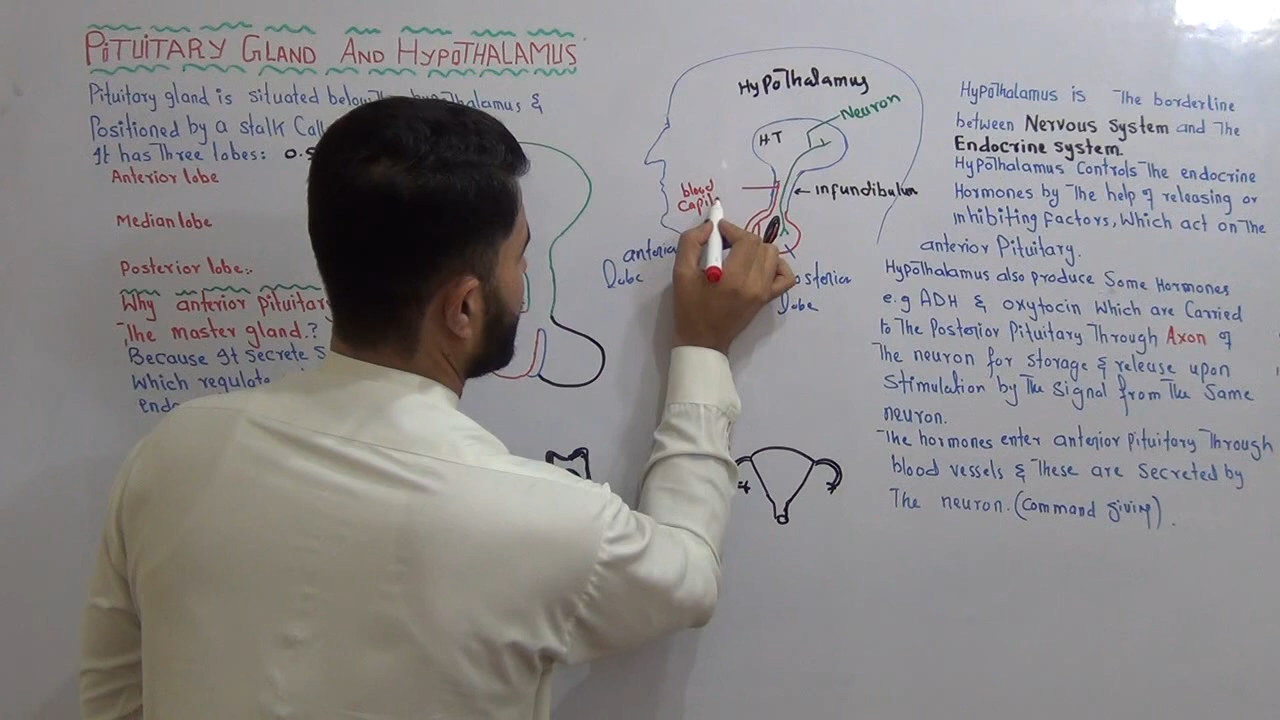 PITUITARY GLAND AND HYPOTHALAMUS
Pituitary gland is situated below The hypothalamus &
Positioned by a stalk
It has Three lobes:
Anterior lobe
Median lobe
Posterior lobe:.
Why anterior pituitary
The master gland.?
Because It secrete
Which regulate
Hypothalamus
Neuron
HT
infundibulum
blood
anterior
lobe
lobe
Hypothalamus is The borderline
between Nervous system and The
Endocrine system.
Hypothalamus Controls The endocrine
Hormones by The help of releasing or
inhibiting factors, Which act on The
anterior Pituitary.
Hypothalamus also produce Some Hormones
e.g ADH & oxytocin Which are Carried
to The Posterior Pituitary Through Axon of
The neuron for storage & release upon
Stimulation by The Signal from The Same
neuron.
The hormones enter anterior pituitary Through
blood vessels & These are Secreted by
The neuron. (Command giving).